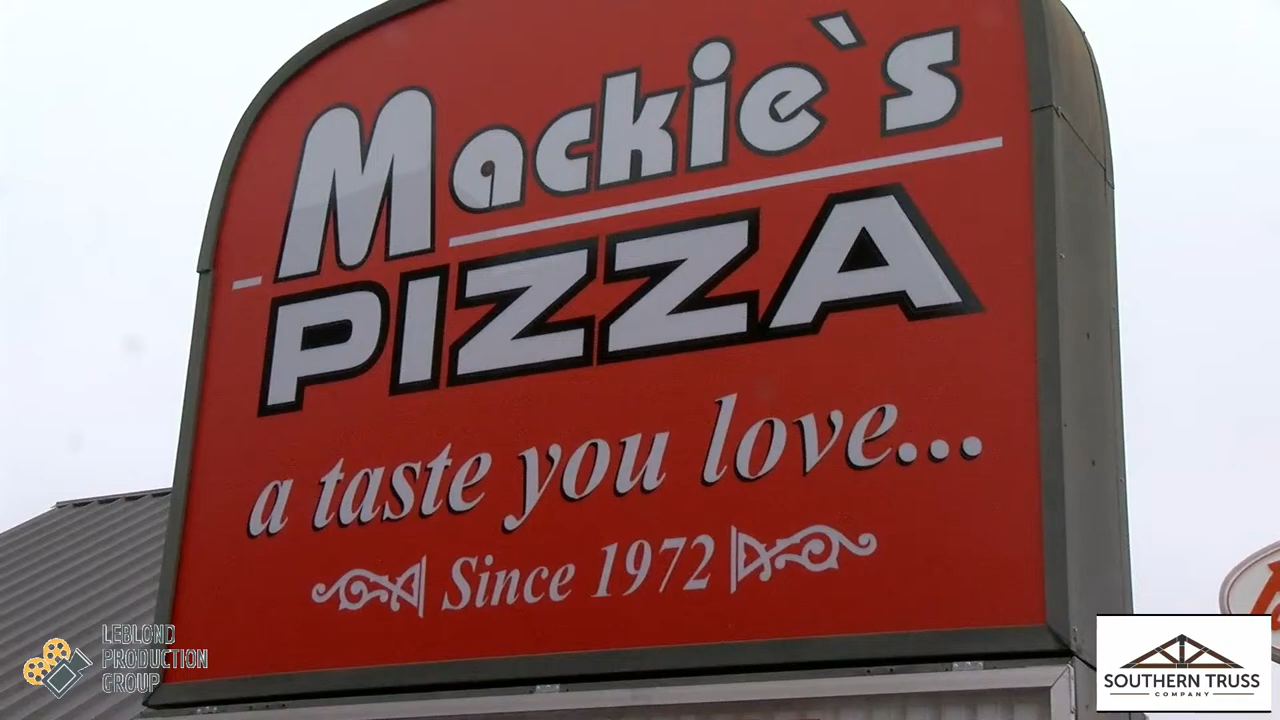 Mackie`s
PIZZA
a taste you love...
Since 1972
LEBLOND
PRODUCTION
GROUP
SOUTHERN TRUSS
COMPANY